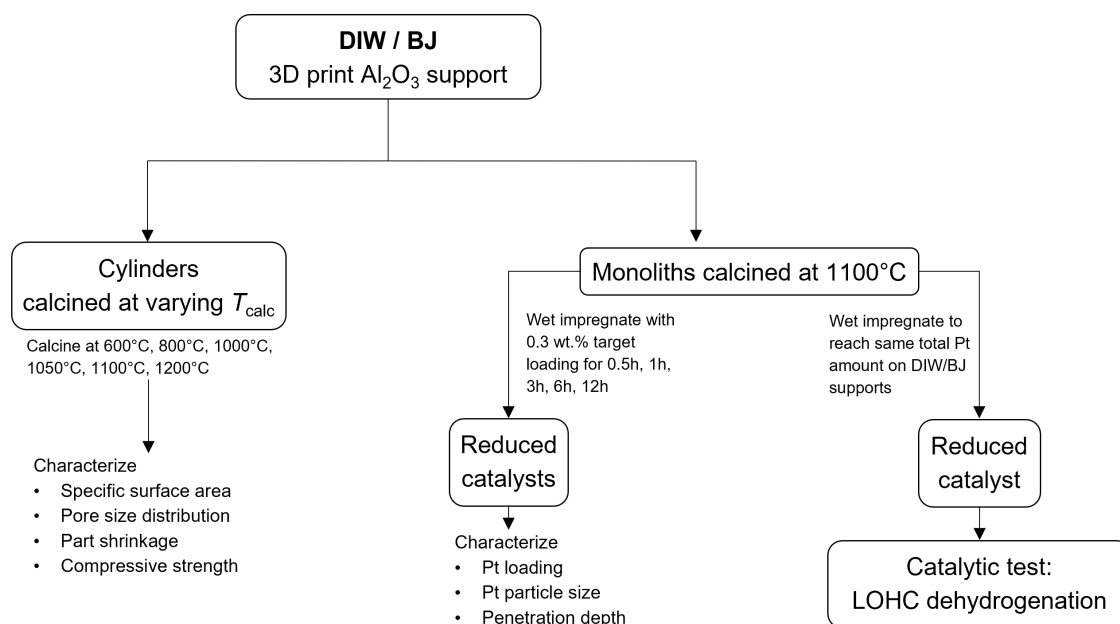 DIW / BJ
3D print Al₂O₃ support
Cylinders
calcined at varying Tcalc
Calcine at 600°C, 800°C, 1000°C,
1050°C, 1100°C, 1200°C
Characterize
• Specific surface area
• Pore size distribution
• Part shrinkage
• Compressive strength
Monoliths calcined at 1100°C
Wet impregnate with
0.3 wt.% target
loading for 0.5h, 1h,
3h, 6h, 12h
Reduced
catalysts
Characterize
• Pt loading
• Pt particle size
• Penetration depth
Wet impregnate to
reach same total Pt
amount on DIW/BJ
supports
Reduced
catalyst
Catalytic test:
LOHC dehydrogenation